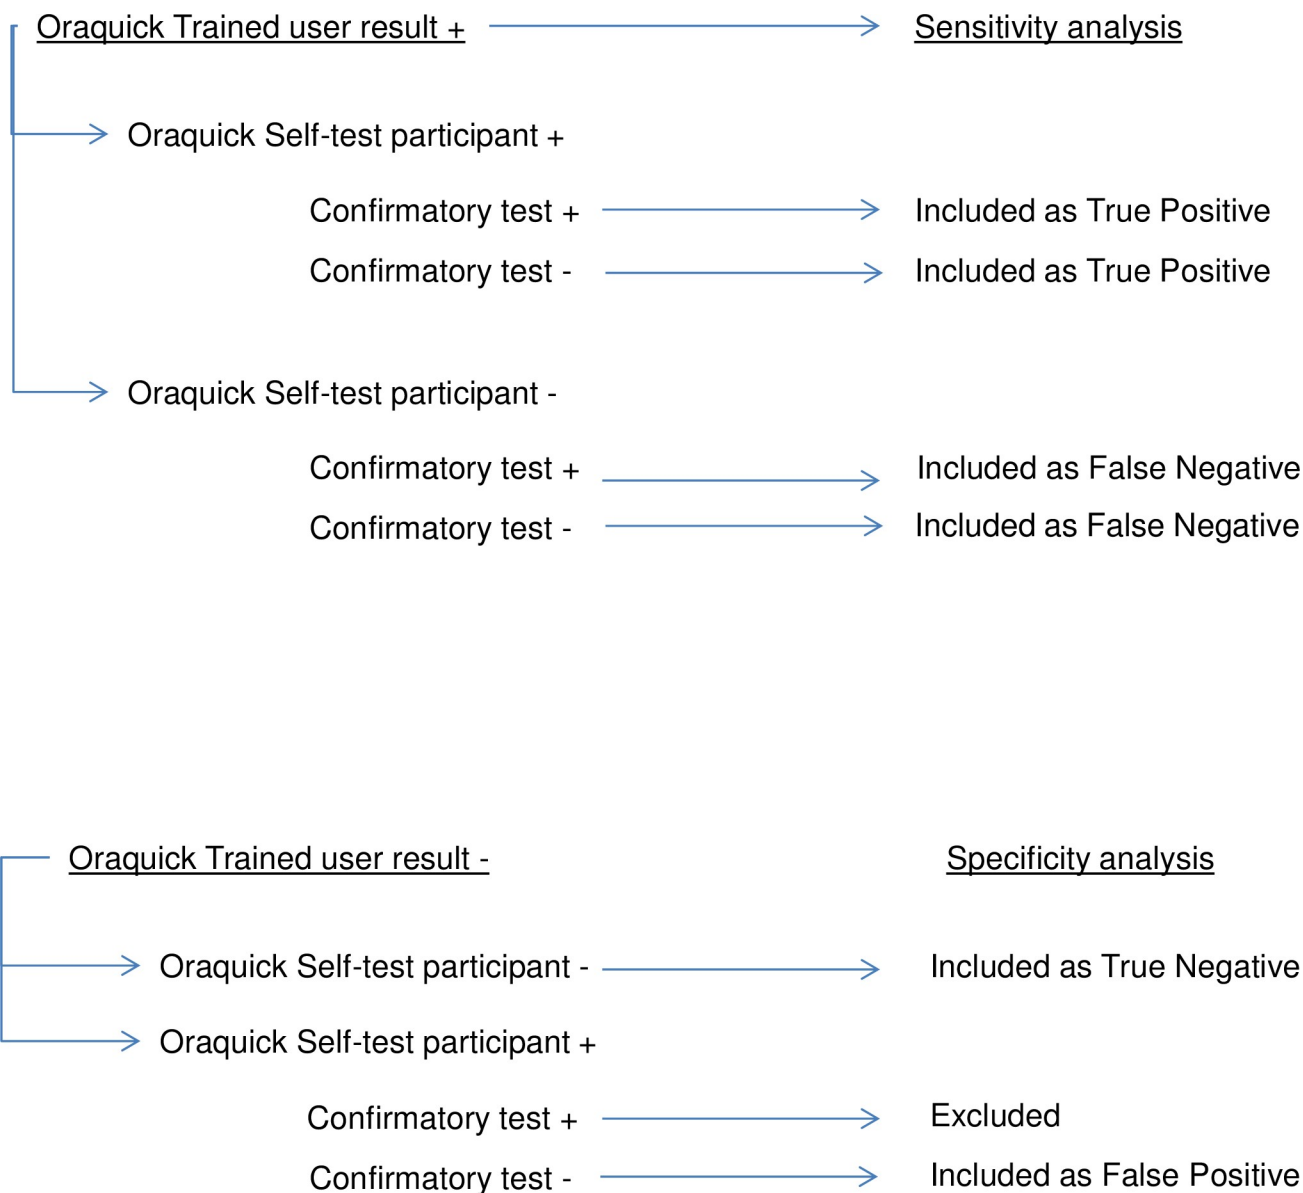 Oraquick Trained user result + Sensitivity analysis
Oraquick Self-test participant +
Confirmatory test + Included as True Positive
Confirmatory test - Included as True Positive
Oraquick Self-test participant -
Confirmatory test + Included as False Negative
Confirmatory test - Included as False Negative
Oraquick Trained user result - Specificity analysis
Oraquick Self-test participant - Included as True Negative
Oraquick Self-test participant +
Confirmatory test + Excluded
Confirmatory test - Included as False Positive